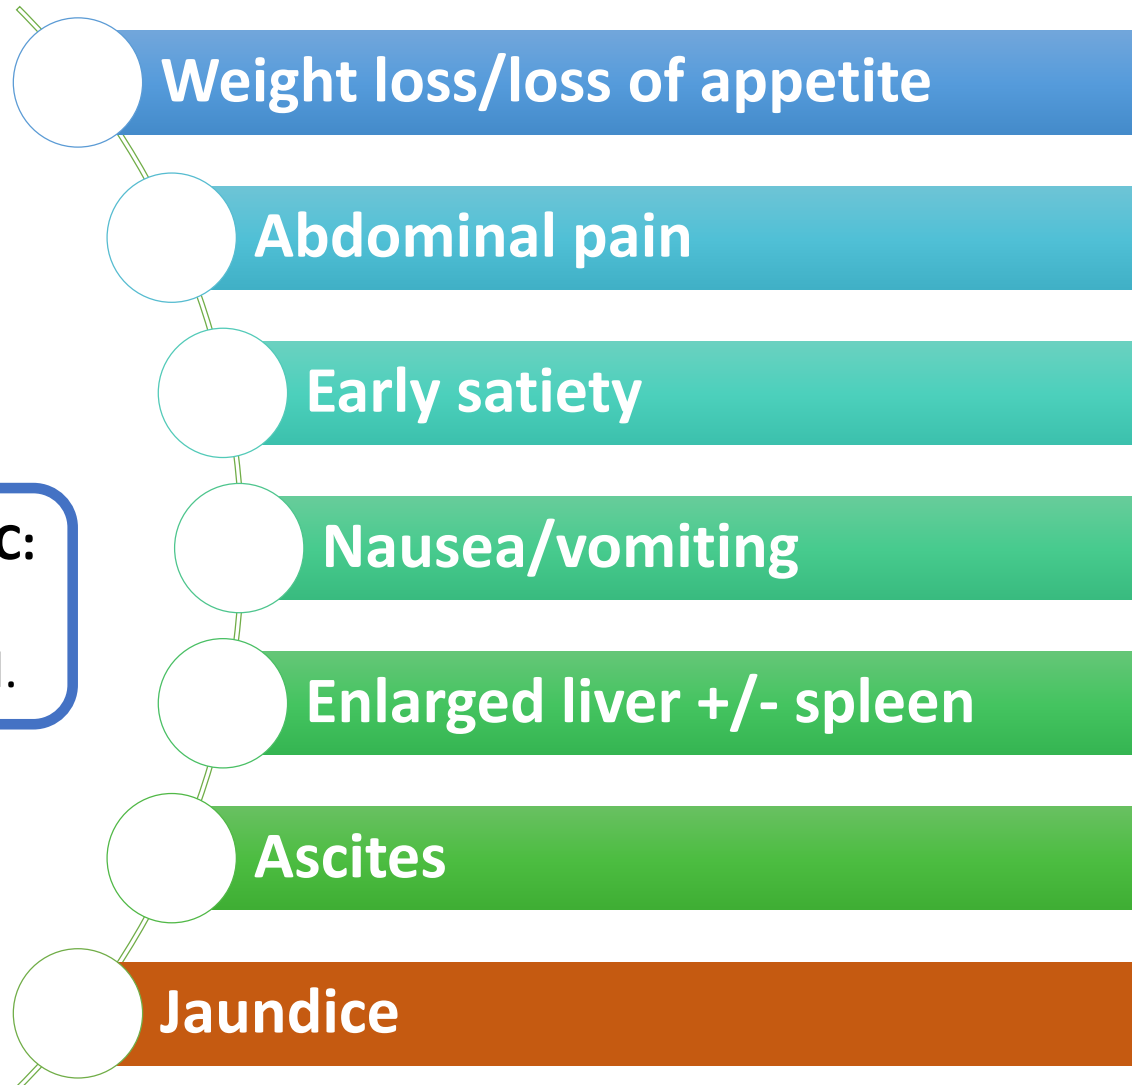 Weight loss/loss of appetite
Abdominal pain
Early satiety
Nausea/vomiting
C:
Enlarged liver +/- spleen
Ascites
Jaundice